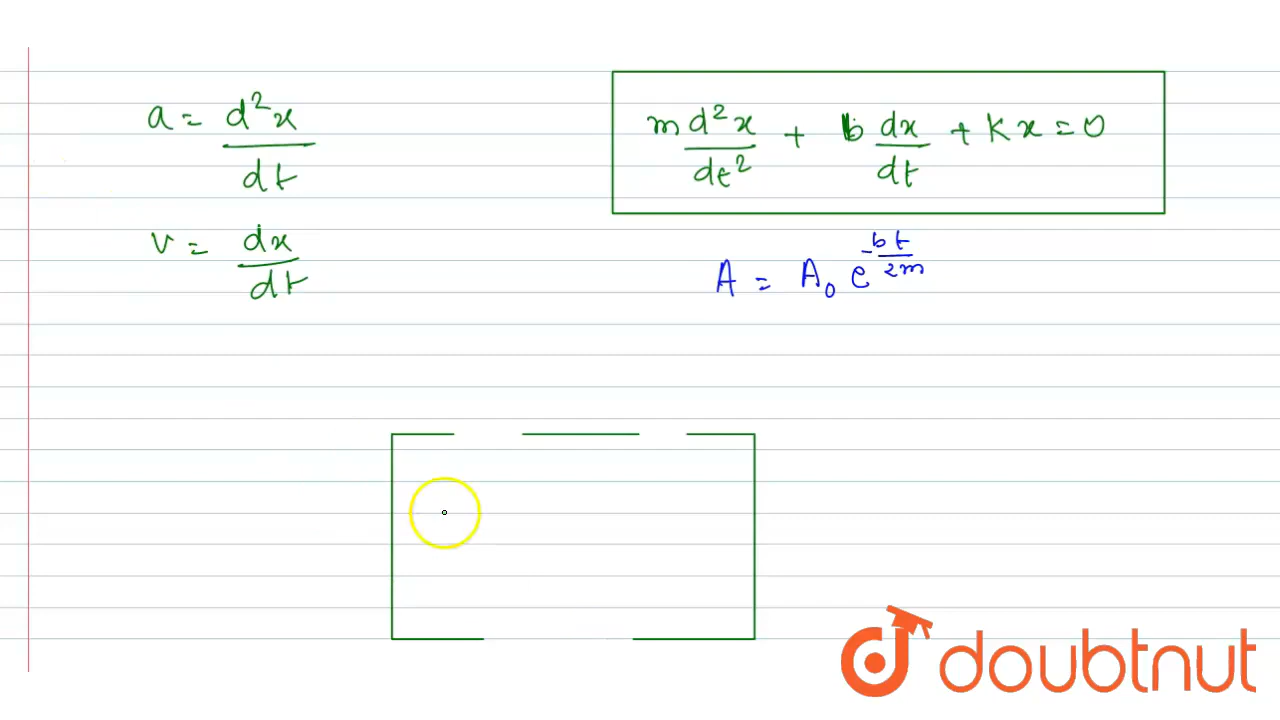 a = d²x/dt
m d²x/dt² + b dx/dt + Kx = 0
v = dx/dt
A = A₀ e^(-bt/2m)
doubtnut